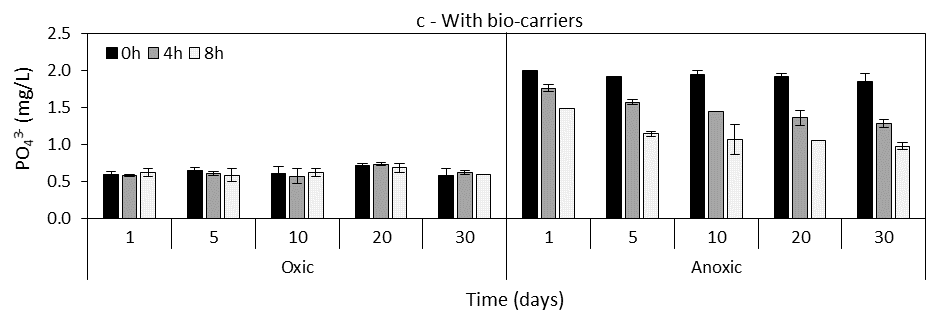 c - With bio-carriers
2.5
2.0
1.5
1.0
0.5
0.0
PO₄³⁻ (mg/L)
0h 4h 8h
1 5 10 20 30 1 5 10 20 30
Oxic Anoxic
Time (days)